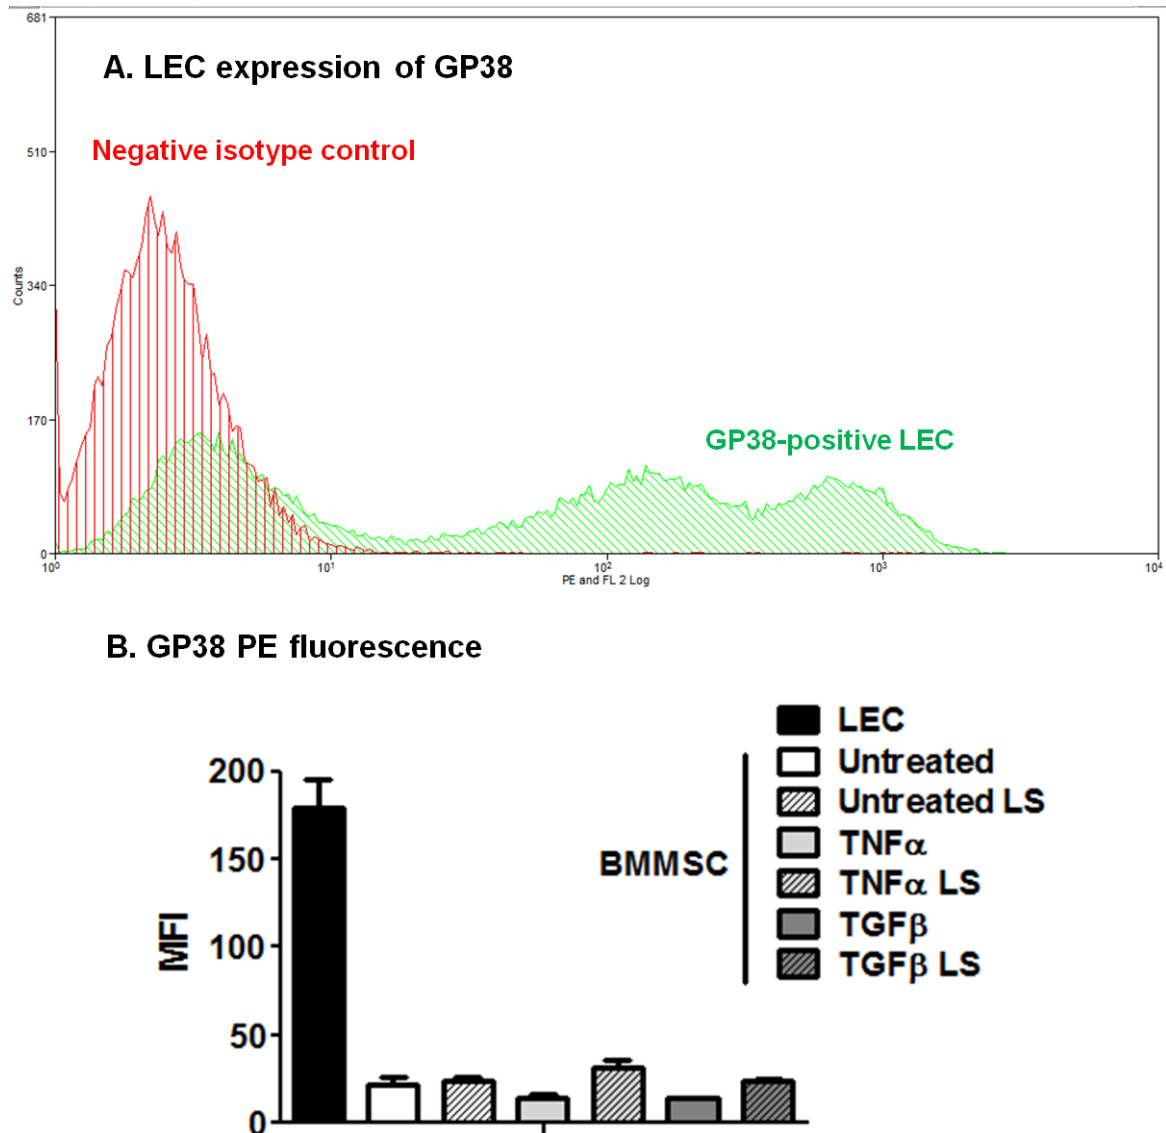 681
A. LEC expression of GP38
Negative isotype control
510
340
Counts
170
GP38-positive LEC
0
10⁰
10¹
10²
10³
10⁴
PE and FL 2 Log
B. GP38 PE fluorescence
LEC
Untreated
Untreated LS
TNFα
BMMSC
TNFα LS
TGFβ
TGFβ LS
200
150
MFI
100
50
0